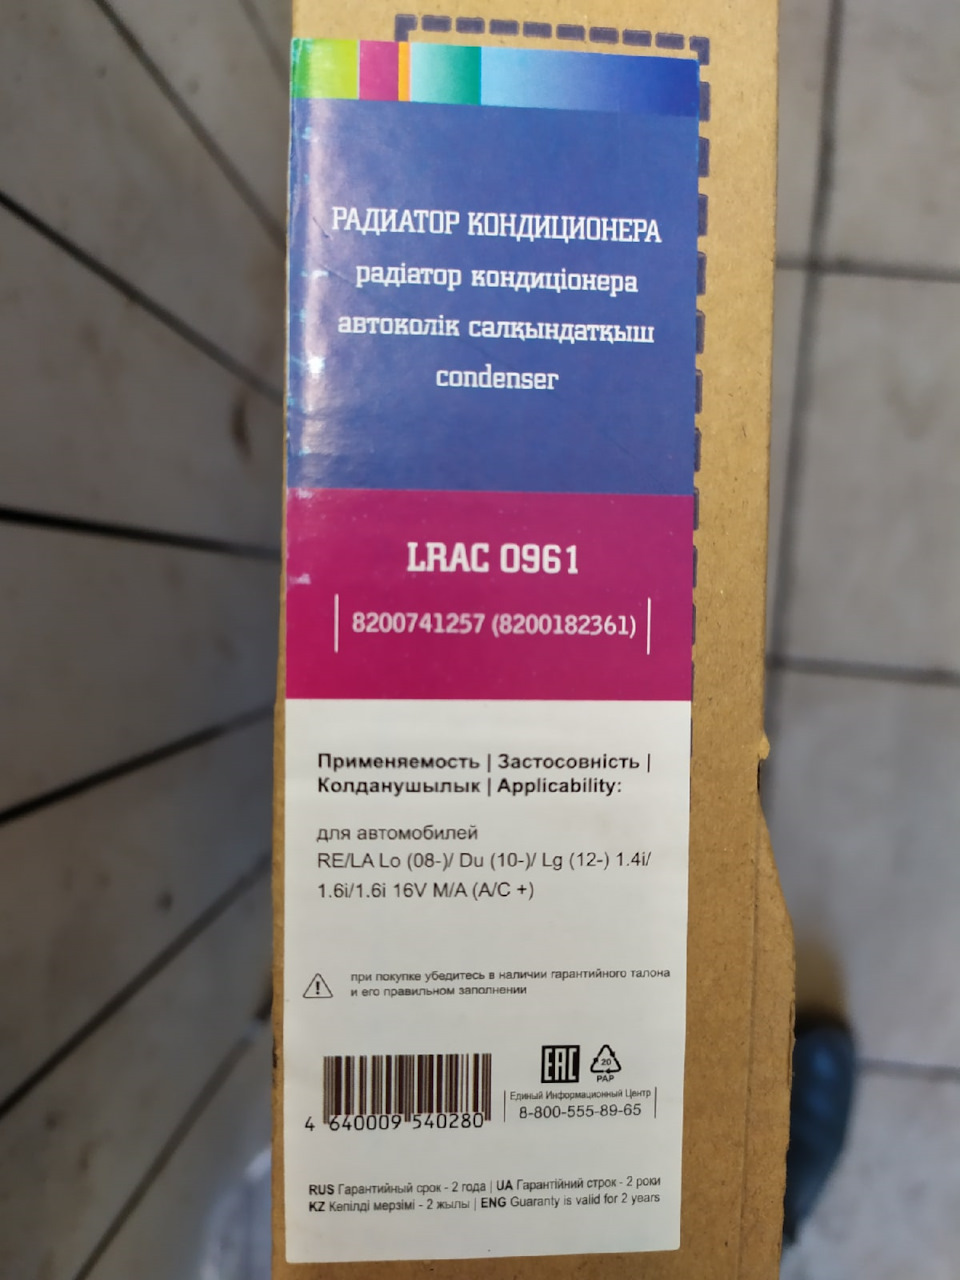 РАДИАТОР КОНДИЦИОНЕРА
радіатор кондиціонера
автоколік салқындатқыш
condenser
LRAC 0961
8200741257 (8200182361)
Применяемость | Застосовність |
Колданушылык | Applicability:
для автомобилей
RE/LA Lo (08-)/ Du (10-)/ Lg (12-) 1.4i/
1.6i/1.6i 16V M/A (A/C +)
при покупке убедитесь в наличии гарантийного талона
и его правильном заполнении
EAC
20
PAP
Единый Информационный Центр
8-800-555-89-65
4 640009 540280
RUS Гарантийный срок - 2 года | UA Гарантійний строк - 2 роки
KZ Кепілді мерзімі - 2 жылы | ENG Guaranty is valid for 2 years